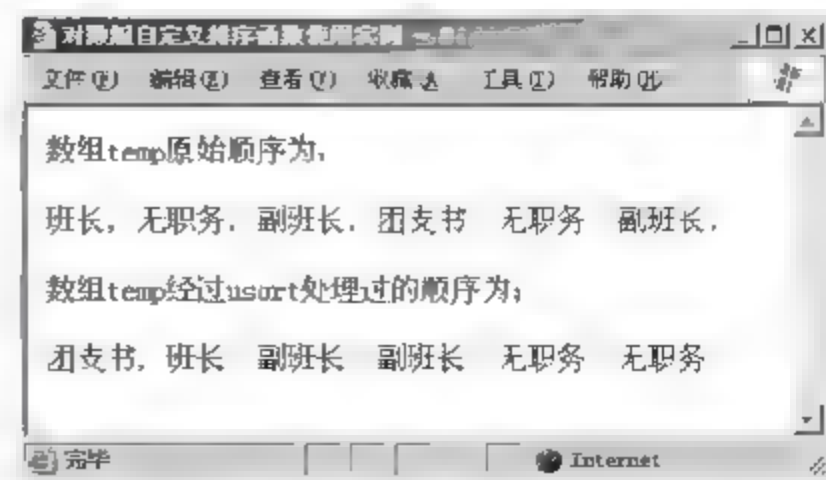 对数组自定义排序函数使用实例
文件(F) 编辑(E) 查看(V) 收藏(A) 工具(T) 帮助(H)
数组temp原始顺序为:
班长, 无职务, 副班长, 团支书 无职务 副班长,
数组temp经过usort处理过的顺序为:
团支书, 班长 副班长 副班长 无职务 无职务
完毕 Internet